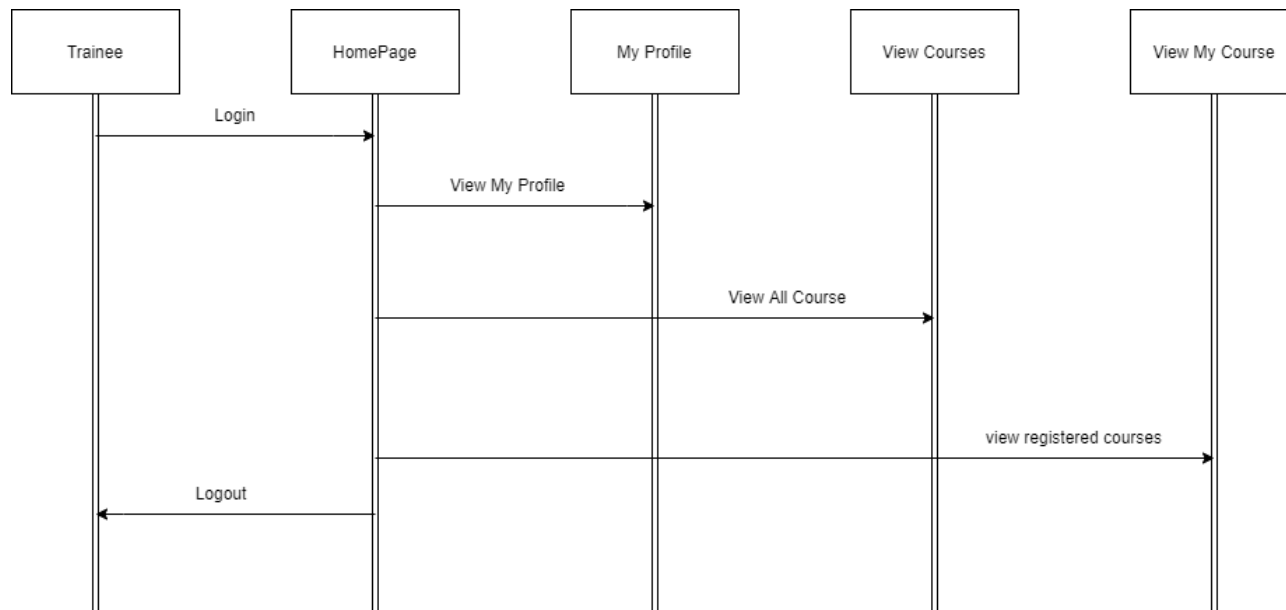 Trainee
HomePage
My Profile
View Courses
View My Course
Login
View My Profile
View All Course
view registered courses
Logout